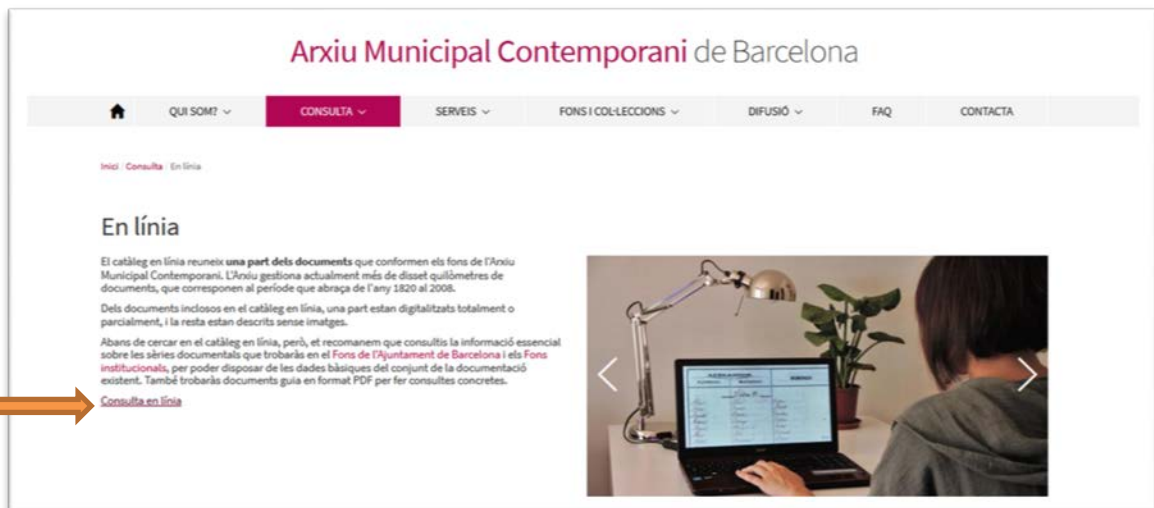 Arxiu Municipal Contemporani de Barcelona
QUI SOM? CONSULTA SERVEIS FONS I COL·LECCIONS DIFUSIÓ FAQ CONTACTA
Inici / Consulta / En línia
En línia
El catàleg en línia reuneix una part dels documents que conformen els fons de l'Arxiu
Municipal Contemporani. L'Arxiu gestiona actualment més de disset quilòmetres de
documents, que corresponen al període que abraça de l'any 1820 al 2008.
Dels documents inclosos en el catàleg en línia, una part estan digitalitzats totalment o
parcialment, i la resta estan descrits sense imatges.
Abans de cercar en el catàleg en línia, però, et recomanem que consultis la informació essencial
sobre les sèries documentals que trobaràs en el Fons de l'Ajuntament de Barcelona i els Fons
institucionals, per poder disposar de les dades bàsiques del conjunt de la documentació
existent. També trobaràs documents guia en format PDF per fer consultes concretes.
Consulta en línia